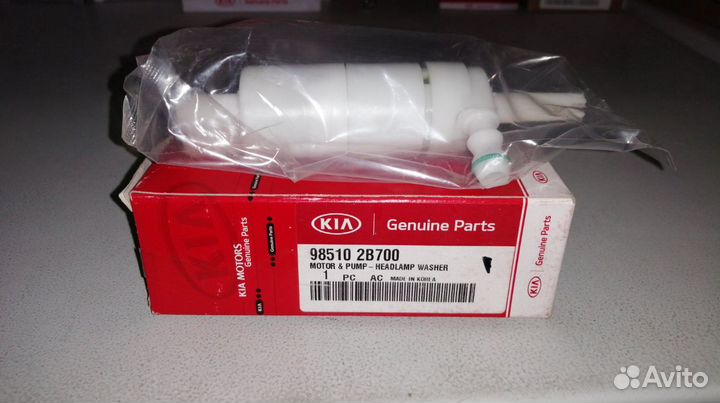 KIA Genuine Parts
98510 2B700
MOTOR & PUMP - HEADLAMP WASHER
1 PC AC MADE IN KOREA
KIA MOTORS
Genuine Parts
KIA
Genuine Parts
KIA
Avito